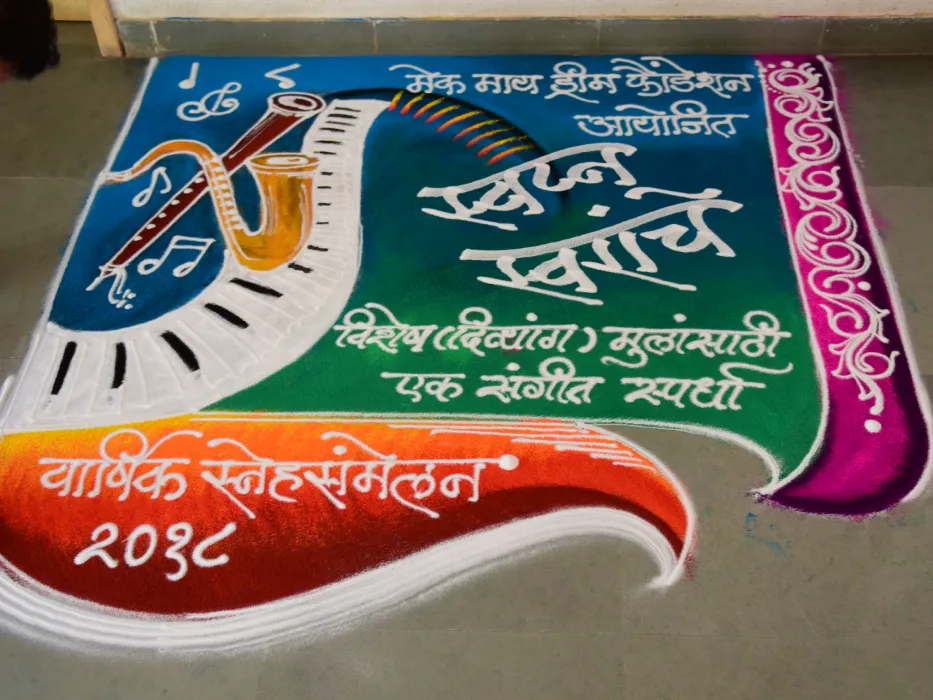 मेक माय ड्रीम फौंडेशन
आयोजित
स्वप्न
स्वरांचे
विशेष (दिव्यांग) मुलांसाठी
एक संगीत स्पर्धा
वार्षिक स्नेहसंमेलन
२०१८